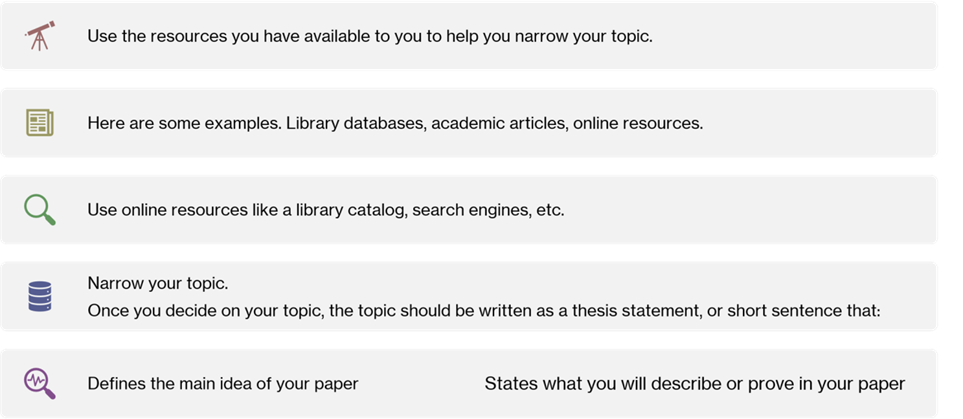 Use the resources you have available to you to help you narrow your topic.
Here are some examples. Library databases, academic articles, online resources.
Use online resources like a library catalog, search engines, etc.
Narrow your topic.
Once you decide on your topic, the topic should be written as a thesis statement, or short sentence that:
Defines the main idea of your paper
States what you will describe or prove in your paper